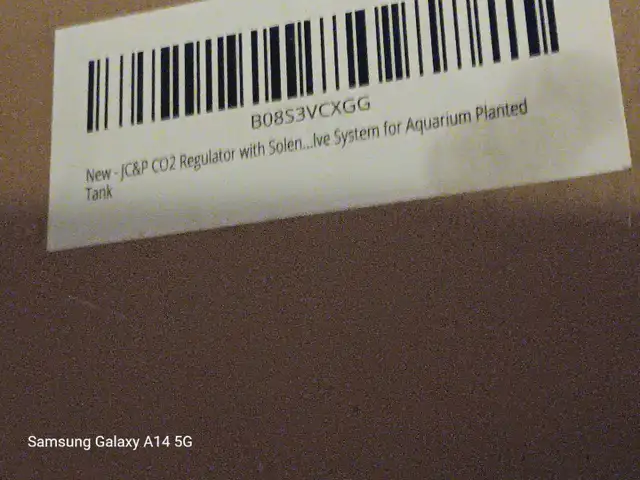 B08S3VCXGG
New - JC&P CO2 Regulator with Solen...lve System for Aquarium Planted
Tank
Samsung Galaxy A14 5G